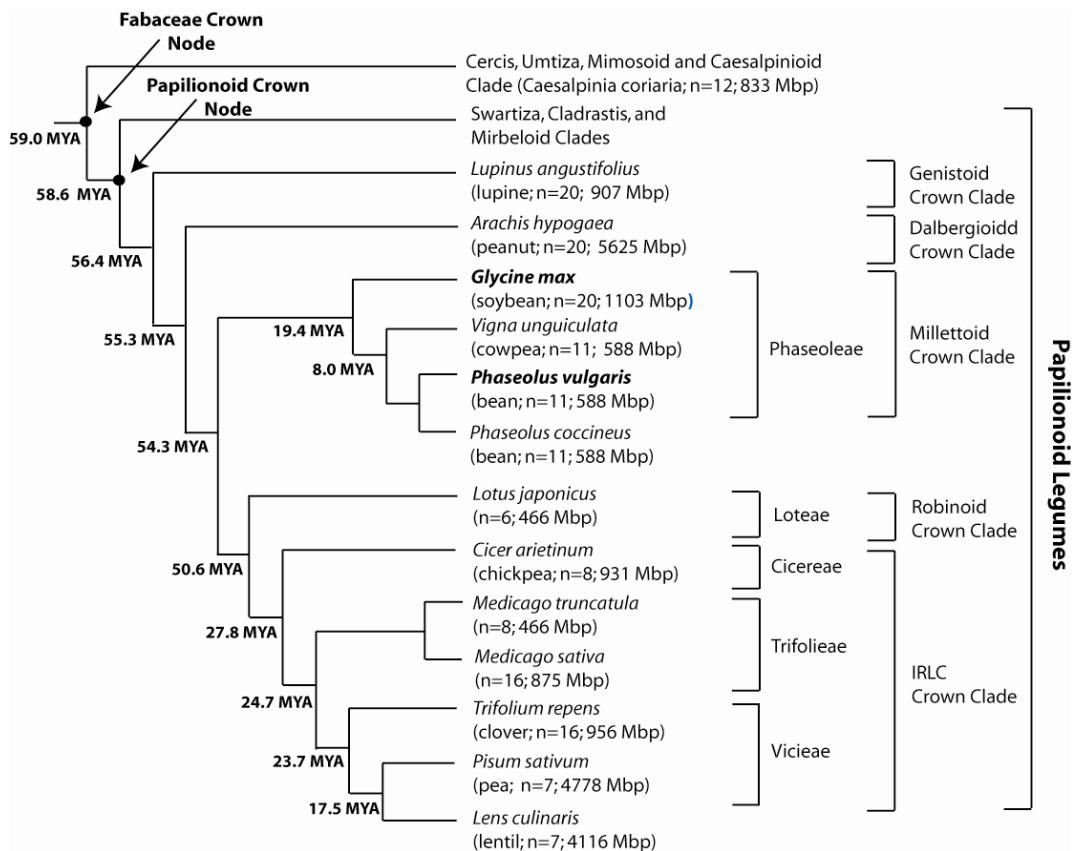 Fabaceae Crown
Node
Cercis, Umtiza, Mimosoid and Caesalpinioid
Clade (Caesalpinia coriaria; n=12; 833 Mbp)
Papilionoid Crown
Node
59.0 MYA
Swartiza, Cladrastis, and
Mirbeloid Clades
58.6 MYA
Lupinus angustifolius
(lupine; n=20; 907 Mbp)
Genistoid
Crown Clade
56.4 MYA
Arachis hypogaea
(peanut; n=20; 5625 Mbp)
Dalbergioidd
Crown Clade
55.3 MYA
Glycine max
(soybean; n=20; 1103 Mbp)
19.4 MYA
Vigna unguiculata
(cowpea; n=11; 588 Mbp)
8.0 MYA
Phaseolus vulgaris
(bean; n=11; 588 Mbp)
Phaseoleae
Millettoid
Crown Clade
54.3 MYA
Phaseolus coccineus
(bean; n=11; 588 Mbp)
Papilionoid Legumes
Lotus japonicus
(n=6; 466 Mbp)
Loteae
Robinoid
Crown Clade
50.6 MYA
Cicer arietinum
(chickpea; n=8; 931 Mbp)
Cicereae
27.8 MYA
Medicago truncatula
(n=8; 466 Mbp)
Medicago sativa
(n=16; 875 Mbp)
Trifolieae
IRLC
Crown Clade
24.7 MYA
Trifolium repens
(clover; n=16; 956 Mbp)
23.7 MYA
Pisum sativum
(pea; n=7; 4778 Mbp)
Vicieae
17.5 MYA
Lens culinaris
(lentil; n=7; 4116 Mbp)